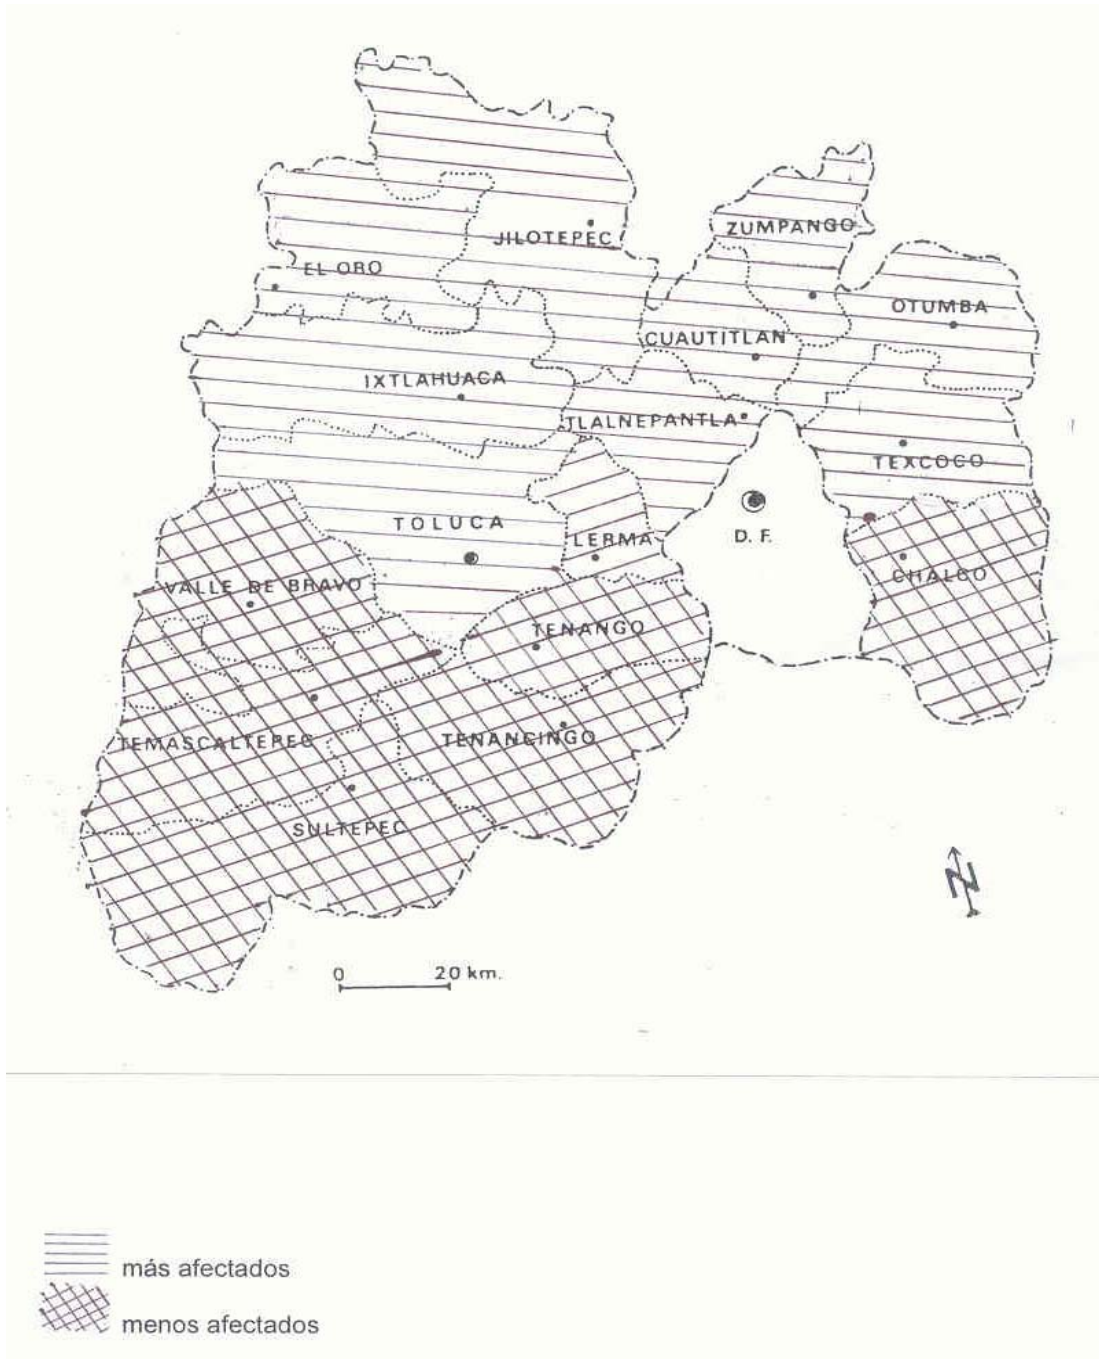 JILOTEPEC
ZUMPANGO
EL ORO
OTUMBA
CUAUTITLAN
IXTLAHUACA
TLALNEPANTLA
TEXCOCO
TOLUCA
D. F.
LERMA
CHALCO
VALLE DE BRAVO
TENANGO
TEMASCALTEPEC
TENANCINGO
SULTEPEC
N
0 20 km.
más afectados
menos afectados